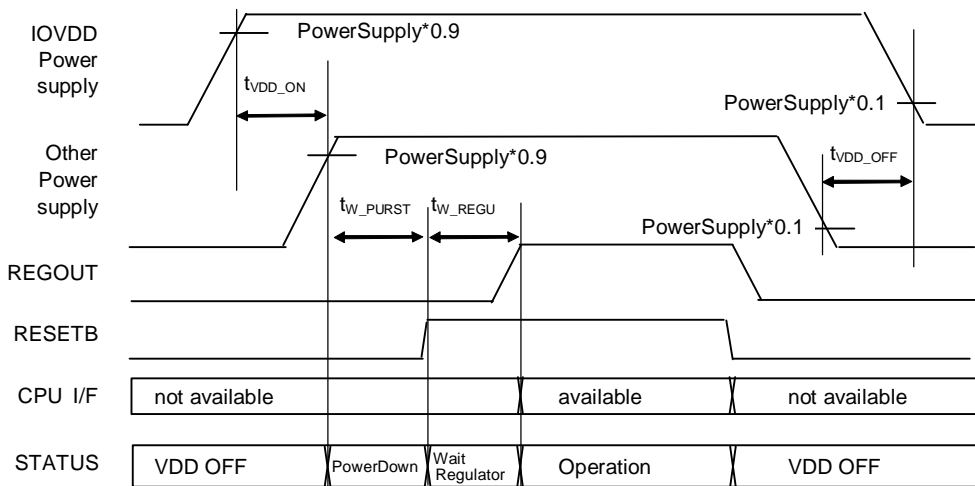 IOVDD
Power
supply
PowerSupply*0.9
tVDD_ON
PowerSupply*0.1
Other
Power
supply
PowerSupply*0.9
tVDD_OFF
tW_PURST
tW_REGU
PowerSupply*0.1
REGOUT
RESETB
CPU I/F
not available
available
not available
STATUS
VDD OFF
PowerDown
Wait
Regulator
Operation
VDD OFF